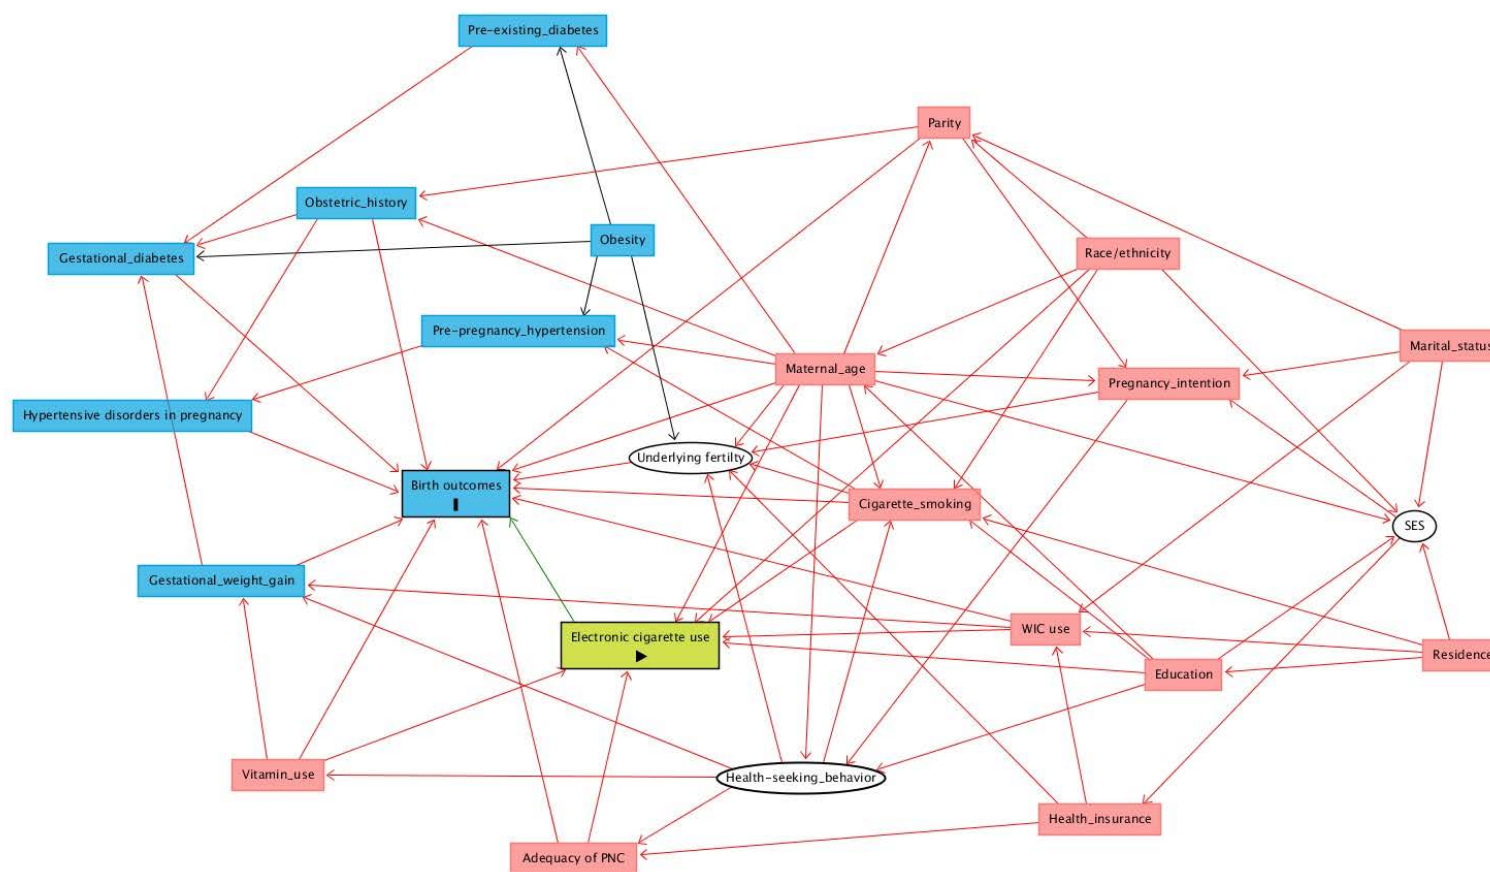 Pre-existing_diabetes
Parity
Obstetric_history
Obesity
Race/ethnicity
Gestational_diabetes
Pre-pregnancy_hypertension
Marital_status
Maternal_age
Pregnancy_intention
Hypertensive disorders in pregnancy
Underlying fertilty
Birth outcomes
Cigarette_smoking
SES
Gestational_weight_gain
WIC use
Electronic cigarette use
Residence
Education
Vitamin_use
Health-seeking_behavior
Health_insurance
Adequacy of PNC